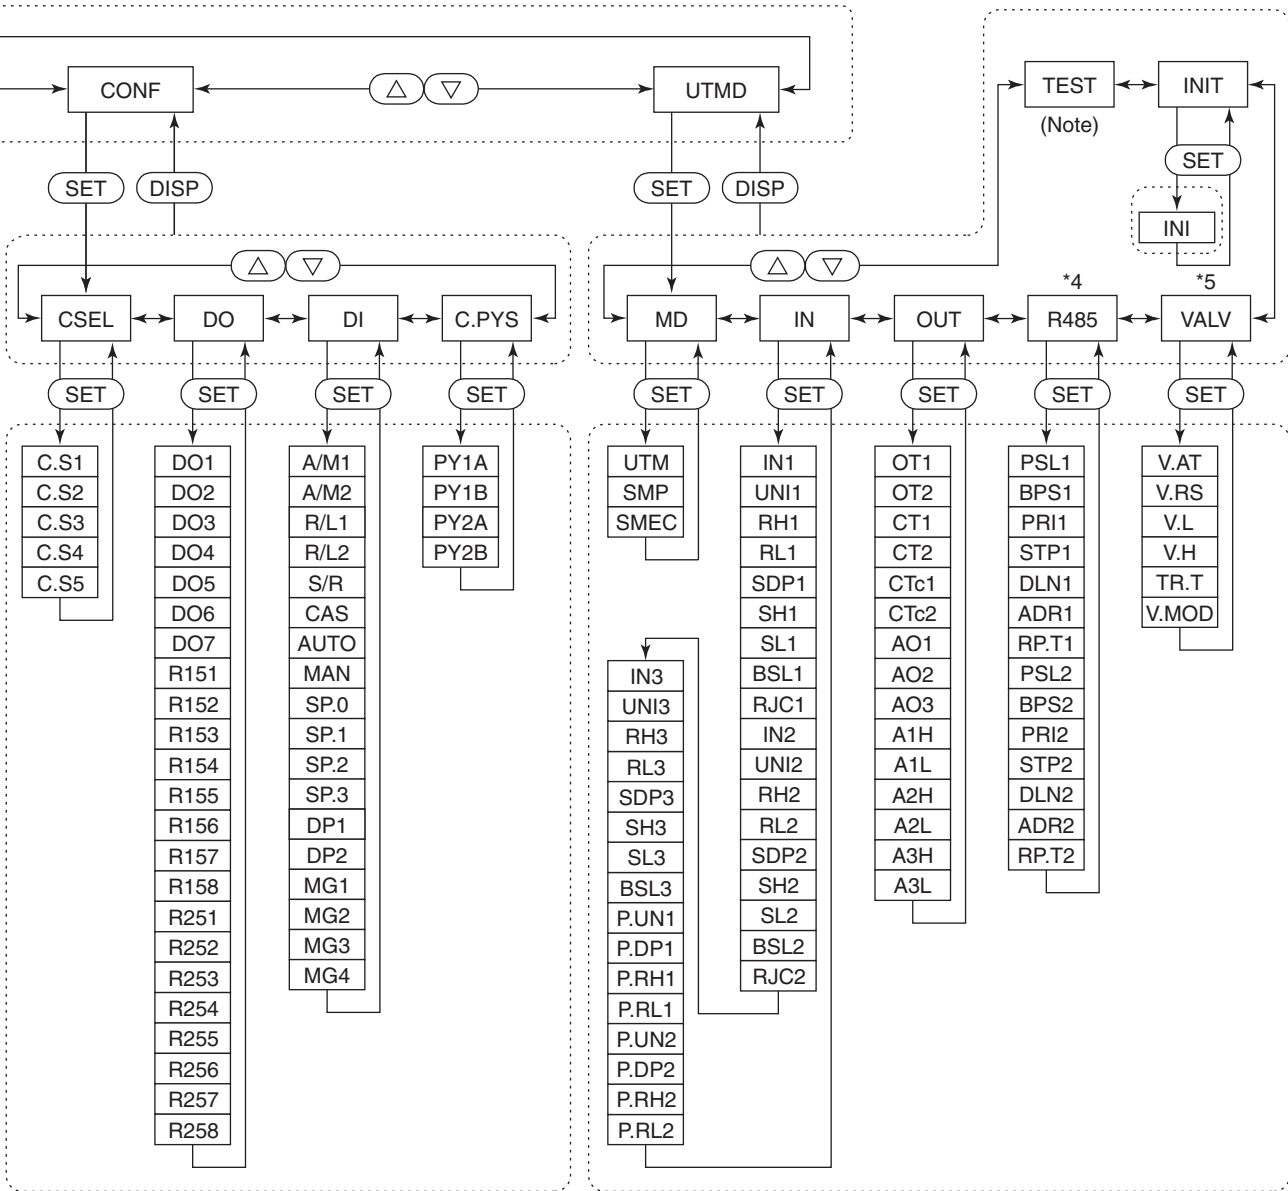 CONF
UTMD
TEST
INIT
(Note)
SET
DISP
SET
DISP
SET
INI
*4
*5
CSEL
DO
DI
C.PYS
MD
IN
OUT
R485
VALV
SET
SET
SET
SET
SET
SET
SET
SET
SET
C.S1
C.S2
C.S3
C.S4
C.S5
DO1
DO2
DO3
DO4
DO5
DO6
DO7
R151
R152
R153
R154
R155
R156
R157
R158
R251
R252
R253
R254
R255
R256
R257
R258
A/M1
A/M2
R/L1
R/L2
S/R
CAS
AUTO
MAN
SP.0
SP.1
SP.2
SP.3
DP1
DP2
MG1
MG2
MG3
MG4
PY1A
PY1B
PY2A
PY2B
UTM
SMP
SMEC
IN1
UNI1
RH1
RL1
SDP1
SH1
SL1
BSL1
RJC1
IN2
UNI2
RH2
RL2
SDP2
SH2
SL2
BSL2
RJC2
IN3
UNI3
RH3
RL3
SDP3
SH3
SL3
BSL3
P.UN1
P.DP1
P.RH1
P.RL1
P.UN2
P.DP2
P.RH2
P.RL2
OT1
OT2
CT1
CT2
CTc1
CTc2
AO1
AO2
AO3
A1H
A1L
A2H
A2L
A3H
A3L
PSL1
BPS1
PRI1
STP1
DLN1
ADR1
RP.T1
PSL2
BPS2
PRI2
STP2
DLN2
ADR2
RP.T2
V.AT
V.RS
V.L
V.H
TR.T
V.MOD